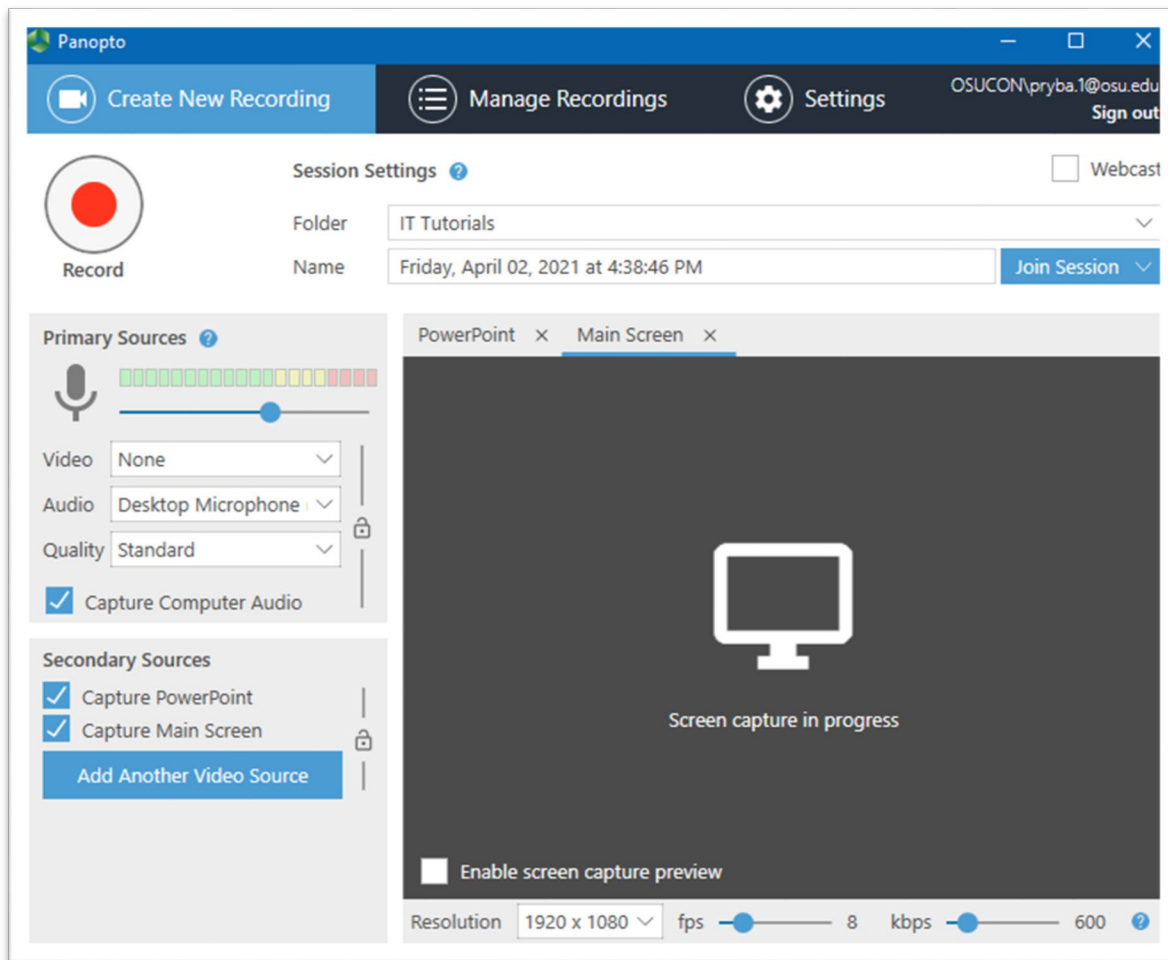 Panopto
Create New Recording
Manage Recordings
Settings
OSUCON\pryba.1@osu.edu
Sign out
Record
Session Settings ?
Webcast
Folder IT Tutorials
Name Friday, April 02, 2021 at 4:38:46 PM Join Session
Primary Sources ?
Video None
Audio Desktop Microphone
Quality Standard
Capture Computer Audio
Secondary Sources
Capture PowerPoint
Capture Main Screen
Add Another Video Source
PowerPoint × Main Screen ×
Screen capture in progress
Enable screen capture preview
Resolution 1920 x 1080 fps 8 kbps 600 ?